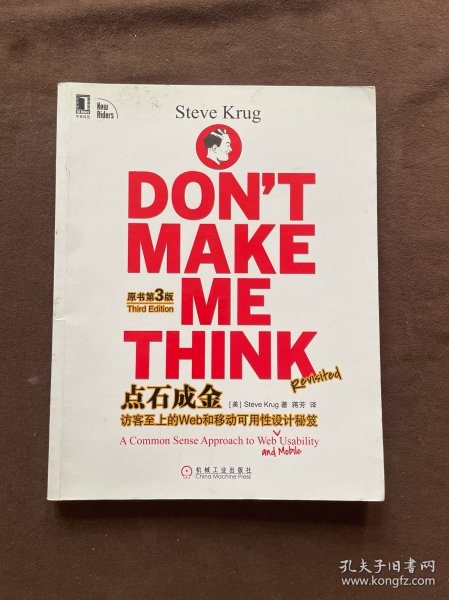 New
Riders
Steve Krug
DON'T
MAKE
ME
THINK
原书第3版
Third Edition
Revisited
点石成金
[美] Steve Krug 著 蒋芳 译
访客至上的Web和移动可用性设计秘笈
A Common Sense Approach to Web Usability
and Mobile
机械工业出版社
China Machine Press
孔夫子旧书网
www.kongfz.com